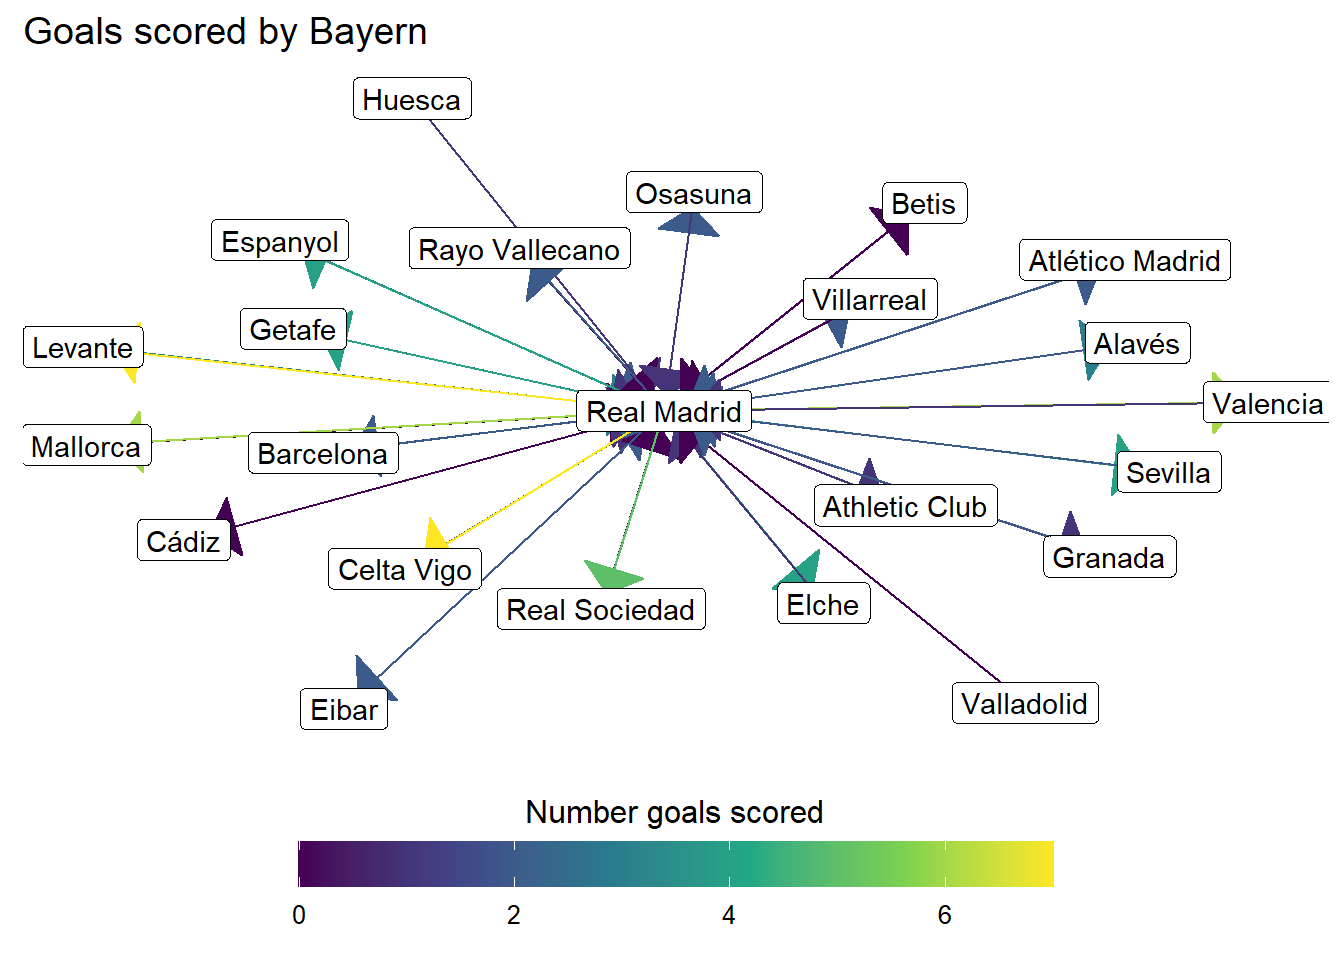 Goals scored by Bayern
Huesca
Osasuna
Betis
Espanyol
Rayo Vallecano
Atlético Madrid
Villarreal
Getafe
Levante
Alavés
Real Madrid
Valencia
Mallorca
Barcelona
Sevilla
Athletic Club
Cádiz
Granada
Celta Vigo
Real Sociedad
Elche
Eibar
Valladolid
Number goals scored
0 2 4 6